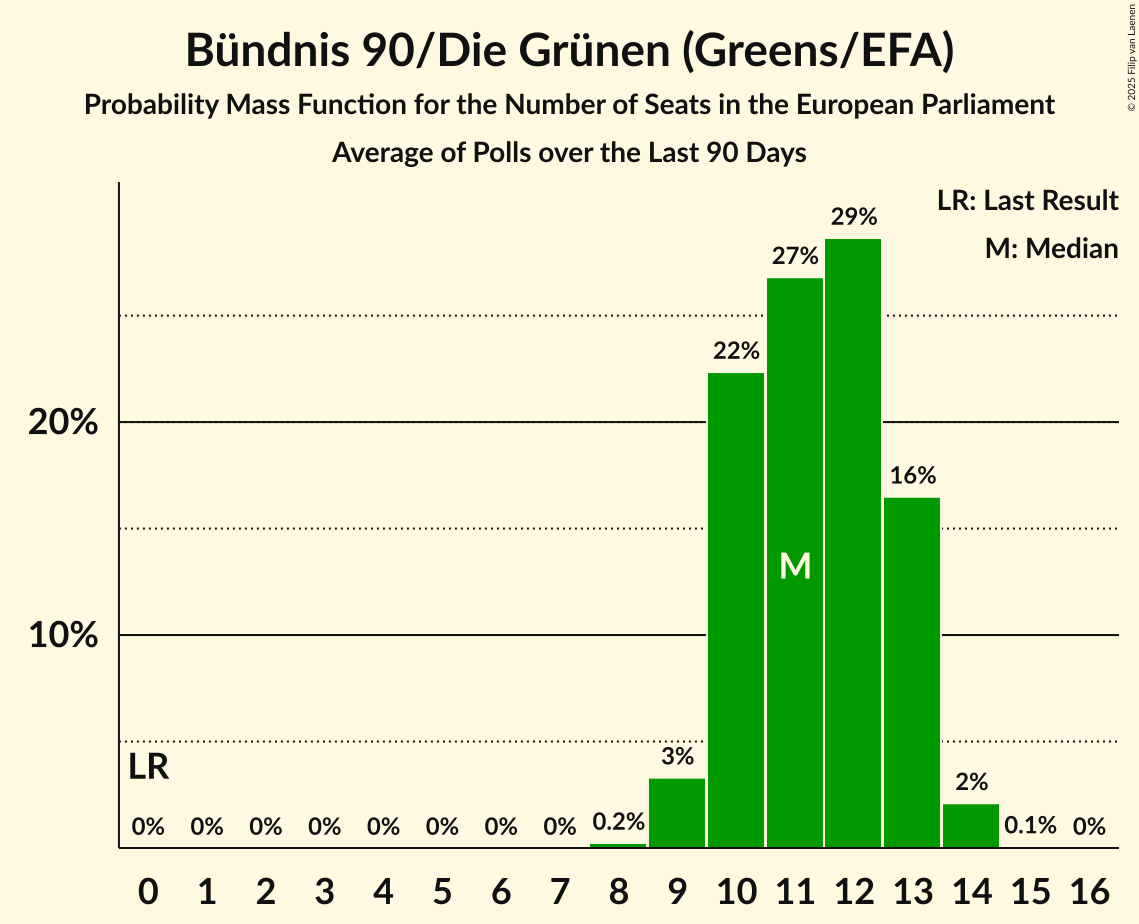 Bündnis 90/Die Grünen (Greens/EFA)
Probability Mass Function for the Number of Seats in the European Parliament
Average of Polls over the Last 90 Days
© 2025 Filip van Laenen
LR: Last Result
M: Median
29%
27%
22%
20%
16%
M
10%
LR
3%
2%
0% 0% 0% 0% 0% 0% 0% 0% 0.2% 0.1% 0%
0 1 2 3 4 5 6 7 8 9 10 11 12 13 14 15 16